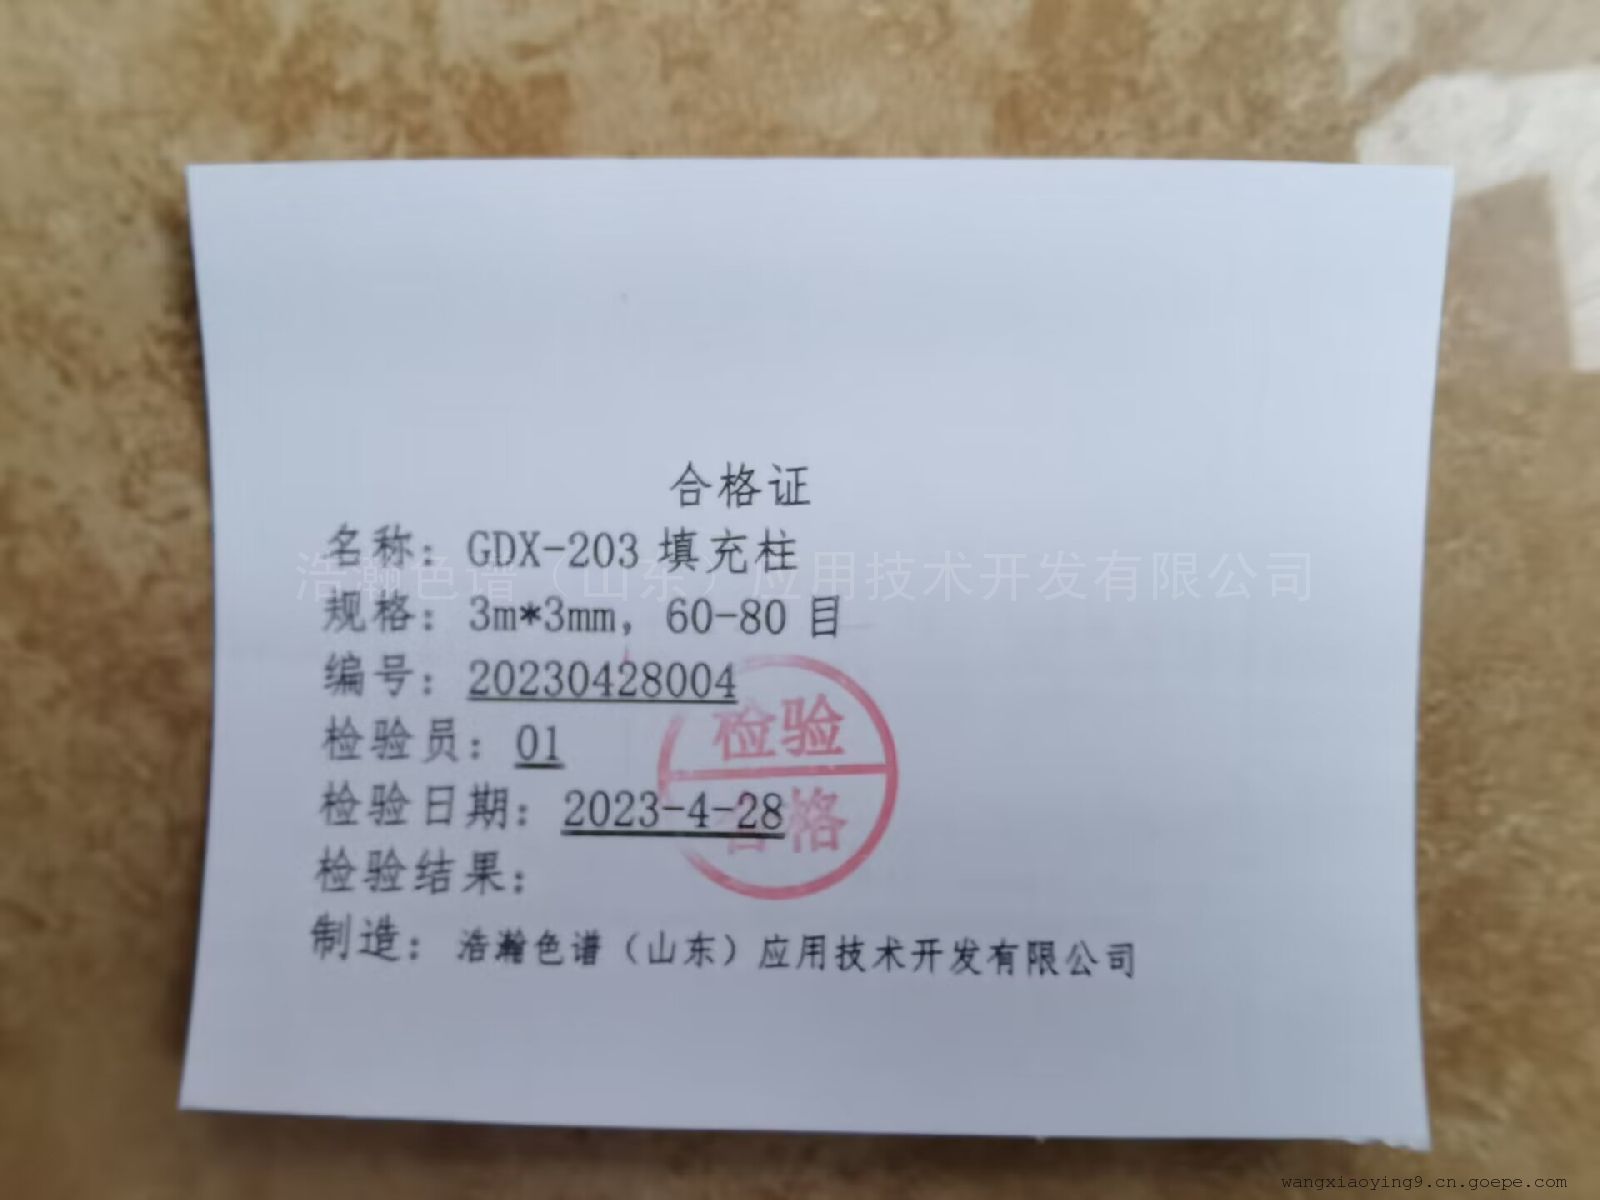 合格证
名称：GDX-203 填充柱
浩瀚色谱（山东）应用技术开发有限公司
规格：3m*3mm，60-80 目
编号：20230428004
检验员：01
检验
检验日期：2023-4-28
合格
检验结果：
制造：浩瀚色谱（山东）应用技术开发有限公司
wangxiaoying9.cn.goepe.com